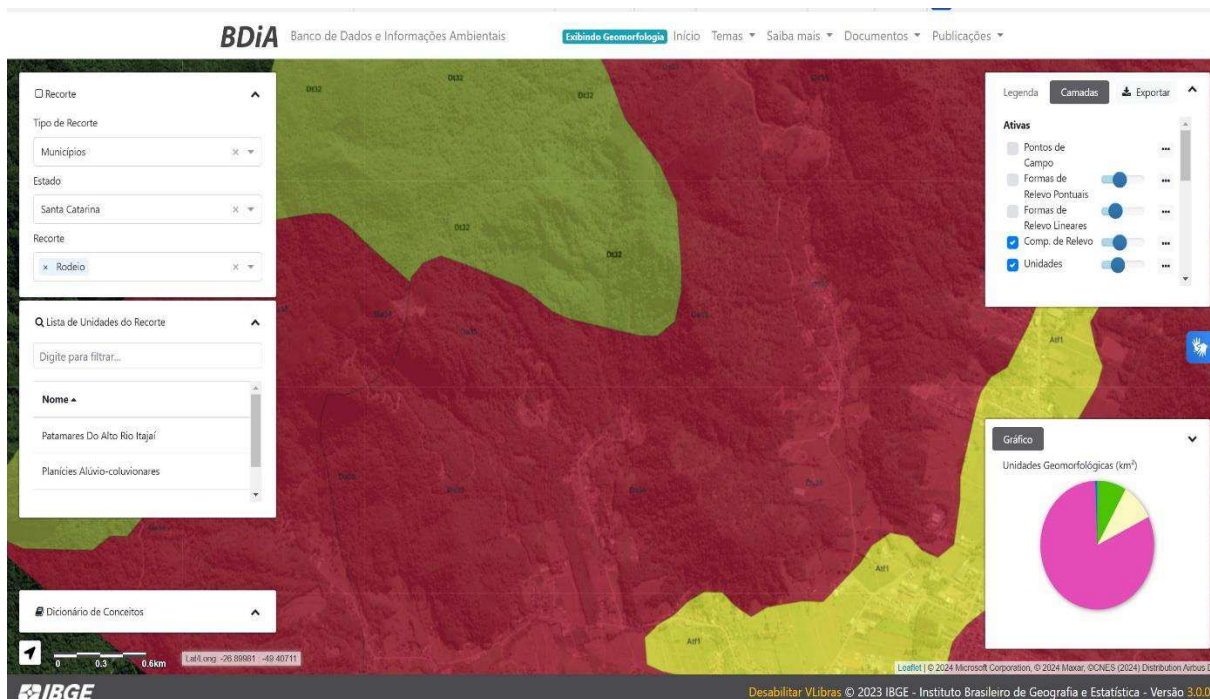 BDiA Banco de Dados e Informações Ambientais Exibindo Geomorfologia Início Temas Saiba mais Documentos Publicações
Recorte
Tipo de Recorte
Municípios
Estado
Santa Catarina
Recorte
× Rodeio
Lista de Unidades do Recorte
Digite para filtrar...
Nome
Patamares Do Alto Rio Itajaí
Planícies Alúvio-coluvionares
Dicionário de Conceitos
0 0.3 0.6km
Dt32
Dt32
Dt32
Dt32
Dt32
Atf1
Atf1
Atf1
Legenda Camadas Exportar
Ativas
Pontos de
Campo
Formas de
Relevo Pontuais
Formas de
Relevo Lineares
Comp. de Relevo
Unidades
Gráfico
Unidades Geomorfológicas (km²)
Lat/Long: -26.89961 -49.40711
Leaflet | © 2024 Microsoft Corporation, © 2024 Maxar, ©CNES (2024) Distribution Airbus D
IBGE
Desabilitar VLibras © 2023 IBGE - Instituto Brasileiro de Geografia e Estatística - Versão 3.0.0